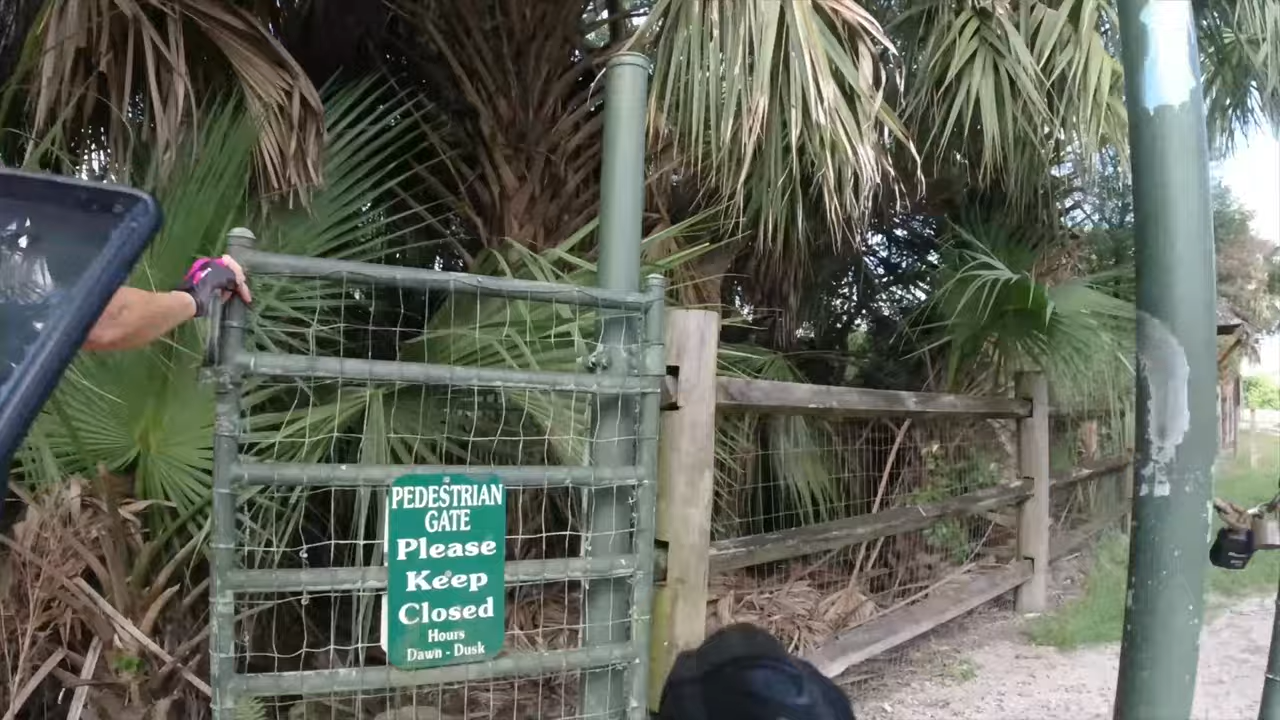 PEDESTRIAN
GATE
Please
Keep
Closed
Hours
Dawn - Dusk